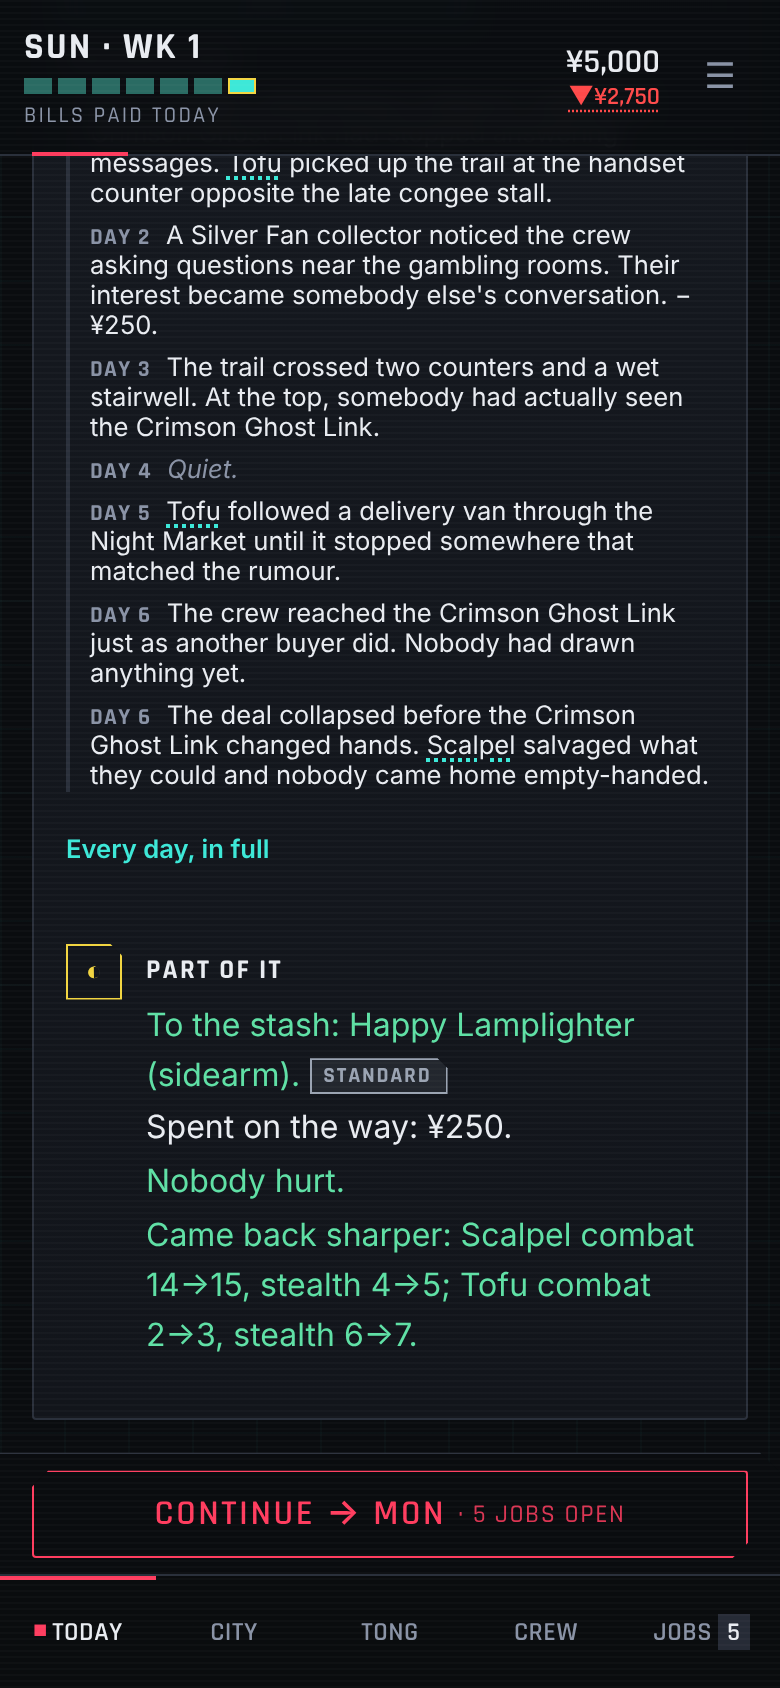 SUN · WK 1
¥5,000
▼¥2,750
BILLS PAID TODAY
messages. Tofu picked up the trail at the handset
counter opposite the late congee stall.
DAY 2 A Silver Fan collector noticed the crew
asking questions near the gambling rooms. Their
interest became somebody else's conversation. –
¥250.
DAY 3 The trail crossed two counters and a wet
stairwell. At the top, somebody had actually seen
the Crimson Ghost Link.
DAY 4 Quiet.
DAY 5 Tofu followed a delivery van through the
Night Market until it stopped somewhere that
matched the rumour.
DAY 6 The crew reached the Crimson Ghost Link
just as another buyer did. Nobody had drawn
anything yet.
DAY 6 The deal collapsed before the Crimson
Ghost Link changed hands. Scalpel salvaged what
they could and nobody came home empty-handed.
Every day, in full
PART OF IT
To the stash: Happy Lamplighter
(sidearm). STANDARD
Spent on the way: ¥250.
Nobody hurt.
Came back sharper: Scalpel combat
14→15, stealth 4→5; Tofu combat
2→3, stealth 6→7.
CONTINUE → MON · 5 JOBS OPEN
TODAY CITY TONG CREW JOBS 5